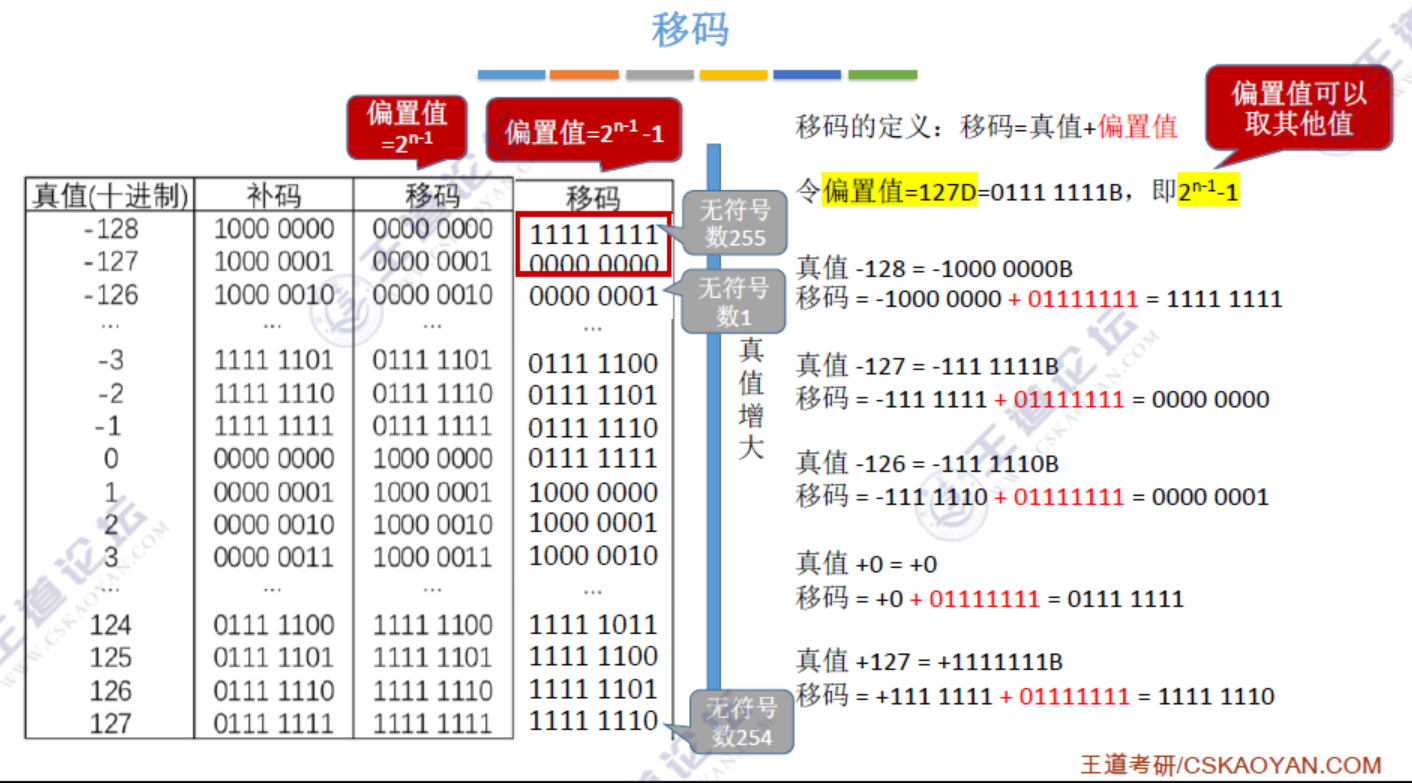 移码
偏置值
=2ⁿ⁻¹
偏置值=2ⁿ⁻¹ -1
真值(十进制) 补码 移码 移码
-128 1000 0000 0000 0000 1111 1111
-127 1000 0001 0000 0001 0000 0000
-126 1000 0010 0000 0010 0000 0001
... ... ... ...
-3 1111 1101 0111 1101 0111 1100
-2 1111 1110 0111 1110 0111 1101
-1 1111 1111 0111 1111 0111 1110
0 0000 0000 1000 0000 0111 1111
1 0000 0001 1000 0001 1000 0000
2 0000 0010 1000 0010 1000 0001
3 0000 0011 1000 0011 1000 0010
... ... ... ...
124 0111 1100 1111 1100 1111 1011
125 0111 1101 1111 1101 1111 1100
126 0111 1110 1111 1110 1111 1101
127 0111 1111 1111 1111 1111 1110
无符号
数255
无符号
数1
真
值
增
大
无符号
数254
偏置值可以
取其他值
移码的定义：移码=真值+偏置值
令偏置值=127D=0111 1111B，即2ⁿ⁻¹-1
真值 -128 = -1000 0000B
移码 = -1000 0000 + 01111111 = 1111 1111
真值 -127 = -111 1111B
移码 = -111 1111 + 01111111 = 0000 0000
真值 -126 = -111 1110B
移码 = -111 1110 + 01111111 = 0000 0001
真值 +0 = +0
移码 = +0 + 01111111 = 0111 1111
真值 +127 = +1111111B
移码 = +111 1111 + 01111111 = 1111 1110
王道考研/CSKAOYAN.COM
王道论坛
WWW.CSKAOYAN.COM